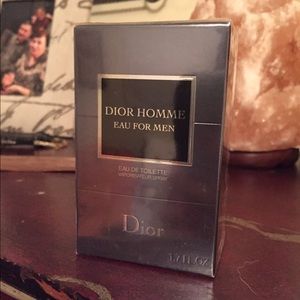 DIOR HOMME
EAU FOR MEN
EAU DE TOILETTE
VAPORISATEUR SPRAY
Dior
1.7 FL.OZ